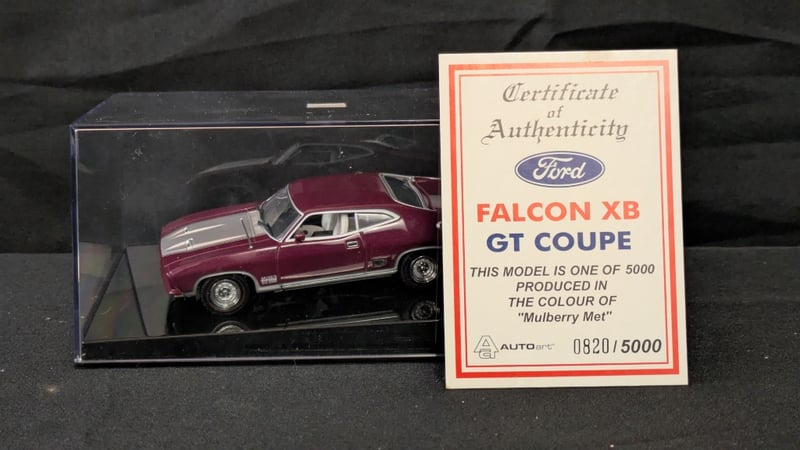 Certificate
of
Authenticity
Ford
FALCON XB
GT COUPE
THIS MODEL IS ONE OF 5000
PRODUCED IN
THE COLOUR OF
"Mulberry Met"
AUTOart 0820 / 5000